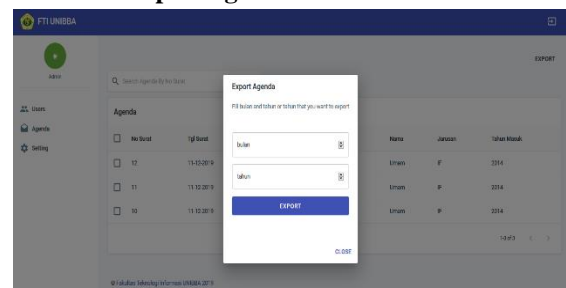 FTI UNIBBA
EXPORT
Admin
Search Agenda By No Surat
Export Agenda
Fill bulan and tahun or tahun that you want to export
Users
Agenda
Agenda
Setting
No Surat
Tgl Surat
Nama
Jurusan
Tahun Masuk
bulan
12
11-12-2019
Umam
IF
2014
tahun
11
11-12-2019
Umam
IF
2014
EXPORT
10
11-12-2019
Umam
IF
2014
1-3 of 3
CLOSE
© Fakultas Teknologi Informasi UNIBBA 2019